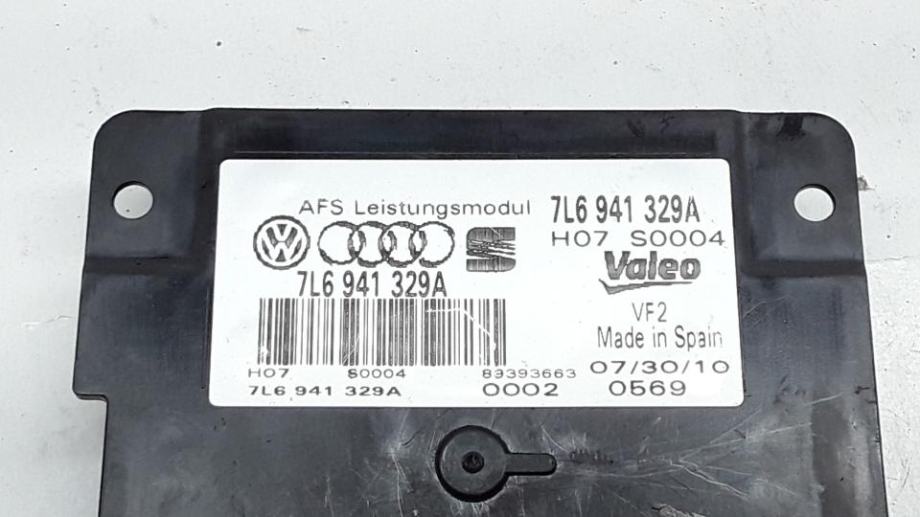 AFS Leistungsmodul 7L6 941 329A
H07 S0004
Valeo
7L6 941 329A
VF2
Made in Spain
H07 S0004 89393663 07/30/10
7L6 941 329A 0002 0569